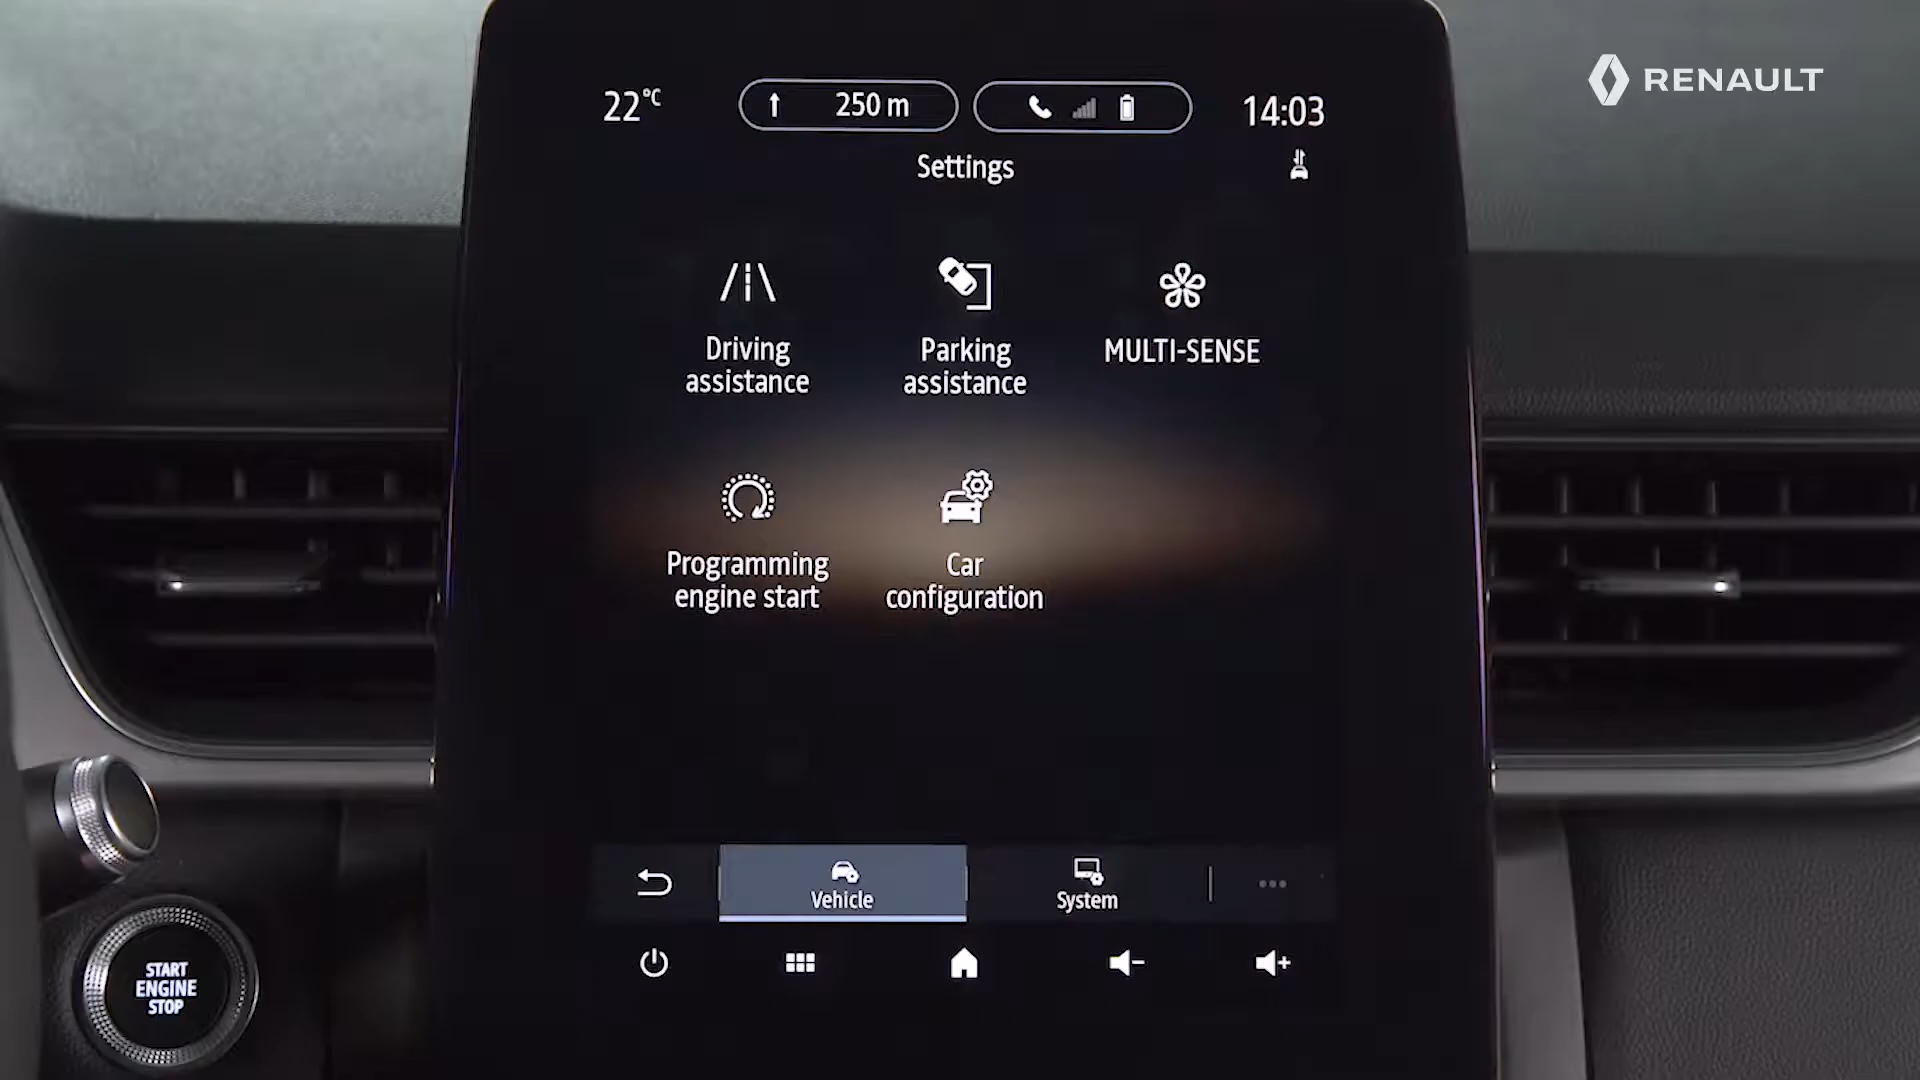 22°C
250 m
14:03
RENAULT
Settings
Driving
assistance
Parking
assistance
MULTI-SENSE
Programming
engine start
Car
configuration
Vehicle
System
START
ENGINE
STOP